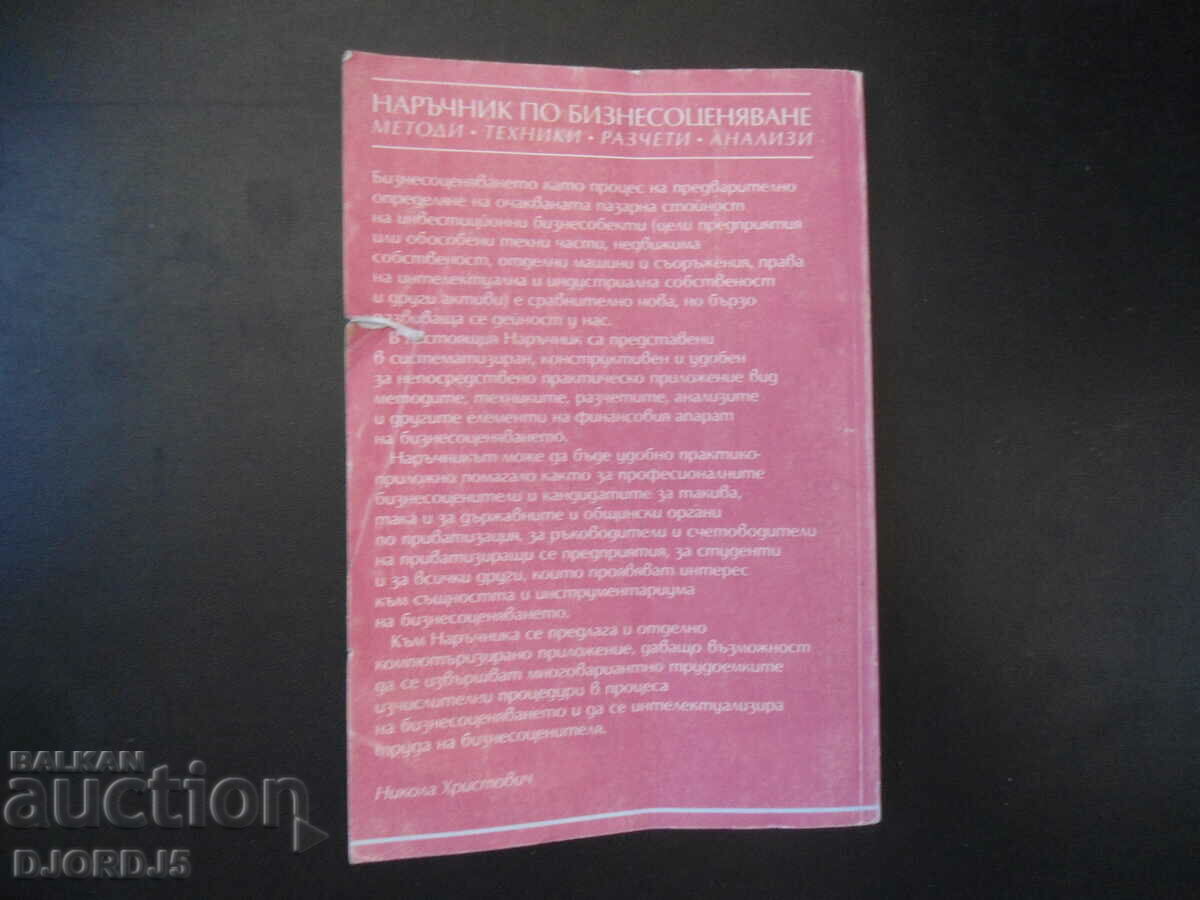 НАРЪЧНИК ПО БИЗНЕСОЦЕНЯВАНЕ
МЕТОДИ • ТЕХНИКИ • РАЗЧЕТИ • АНАЛИЗИ
Бизнесоценяването като процес на предварително
определяне на очакваната пазарна стойност
на инвестиционни бизнесобекти (цели предприятия
или обособени техни части, недвижима
собственост, отделни машини и съоръжения, права
на интелектуална и индустриална собственост
и други активи) е сравнително нова, но бързо
развиваща се дейност у нас.
В настоящия Наръчник са представени
в систематизиран, конструктивен и удобен
за непосредствено практическо приложение вид
методите, техниките, разчетите, анализите
и другите елементи на финансовия апарат
на бизнесоценяването.
Наръчникът може да бъде удобно практико-
приложно помагало както за професионалните
бизнесоценители и кандидатите за такива,
така и за държавните и общински органи
по приватизация, за ръководители и счетоводители
на приватизиращи се предприятия, за студенти
и за всички други, които проявяват интерес
към същността и инструментариума
на бизнесоценяването.
Към Наръчника се предлага и отделно
компютъризирано приложение, даващо възможност
да се извършват многовариантно трудоемките
изчислителни процедури в процеса
на бизнесоценяването и да се интелектуализира
труда на бизнесоценителя.
Никола Христович
BALKAN
auction
DJORDJ5